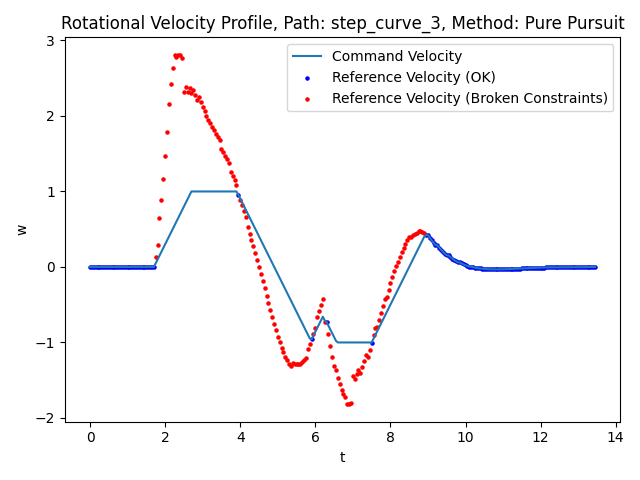 Rotational Velocity Profile, Path: step_curve_3, Method: Pure Pursuit
Command Velocity
Reference Velocity (OK)
Reference Velocity (Broken Constraints)
3
2
1
0
−1
−2
w
0 2 4 6 8 10 12 14
t